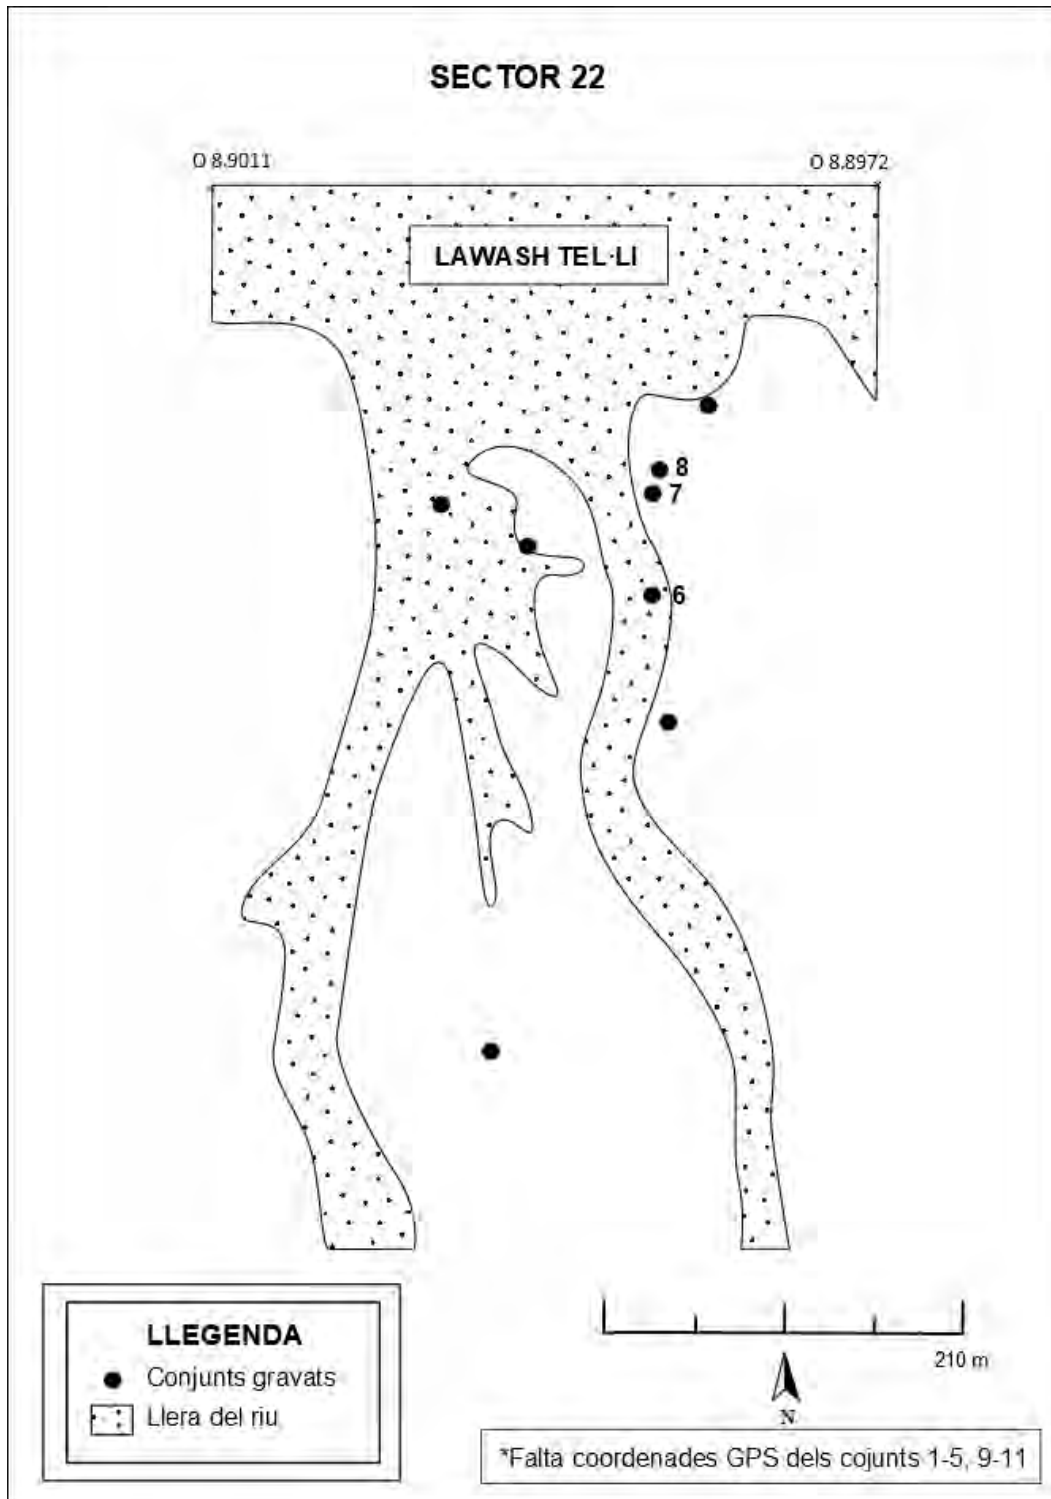 SECTOR 22
O 8.9011
O 8.8972
LAWASH TEL·LI
8
7
6
LLEGENDA
Conjunts gravats
Llera del riu
210 m
N
*Falta coordenades GPS dels cojunts 1-5, 9-11